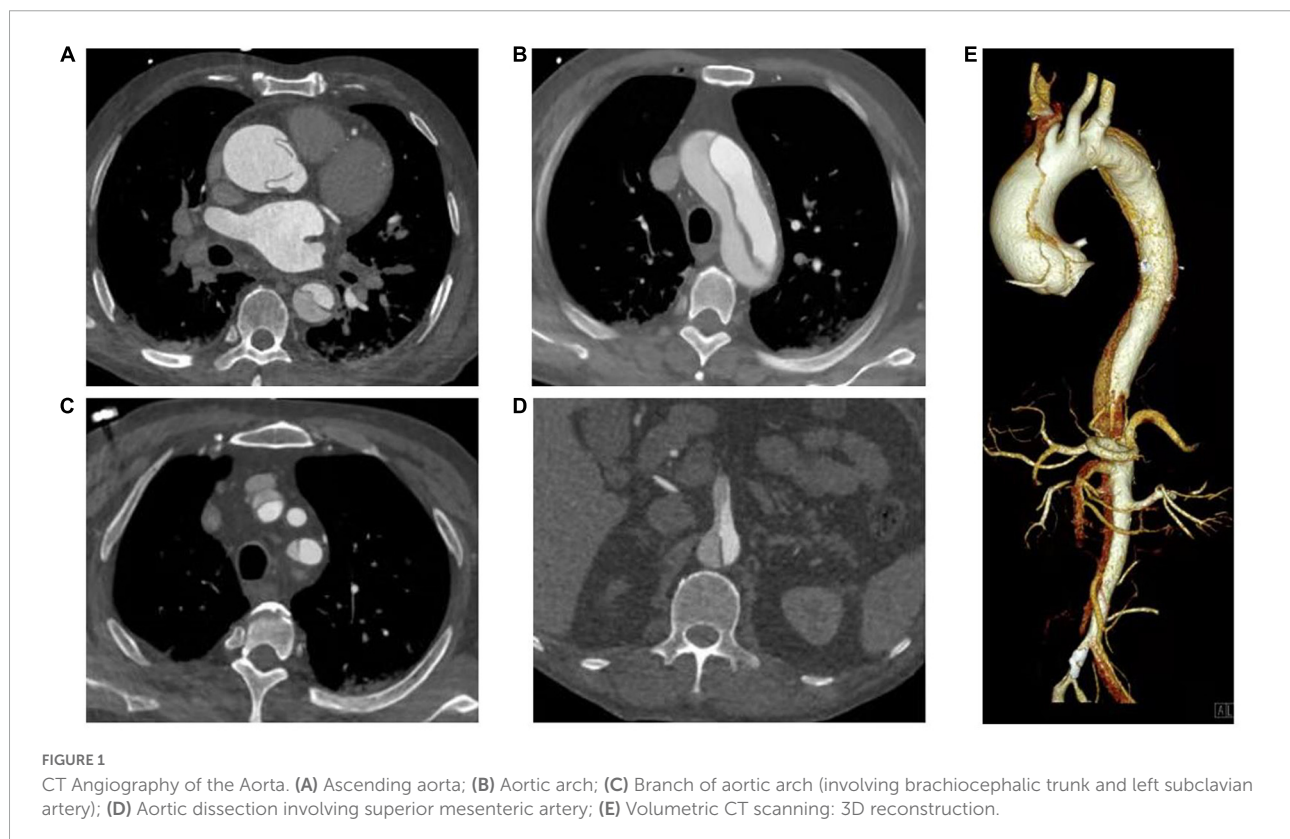 A
B
E
C
D
AL
FIGURE 1
CT Angiography of the Aorta. (A) Ascending aorta; (B) Aortic arch; (C) Branch of aortic arch (involving brachiocephalic trunk and left subclavian
artery); (D) Aortic dissection involving superior mesenteric artery; (E) Volumetric CT scanning: 3D reconstruction.